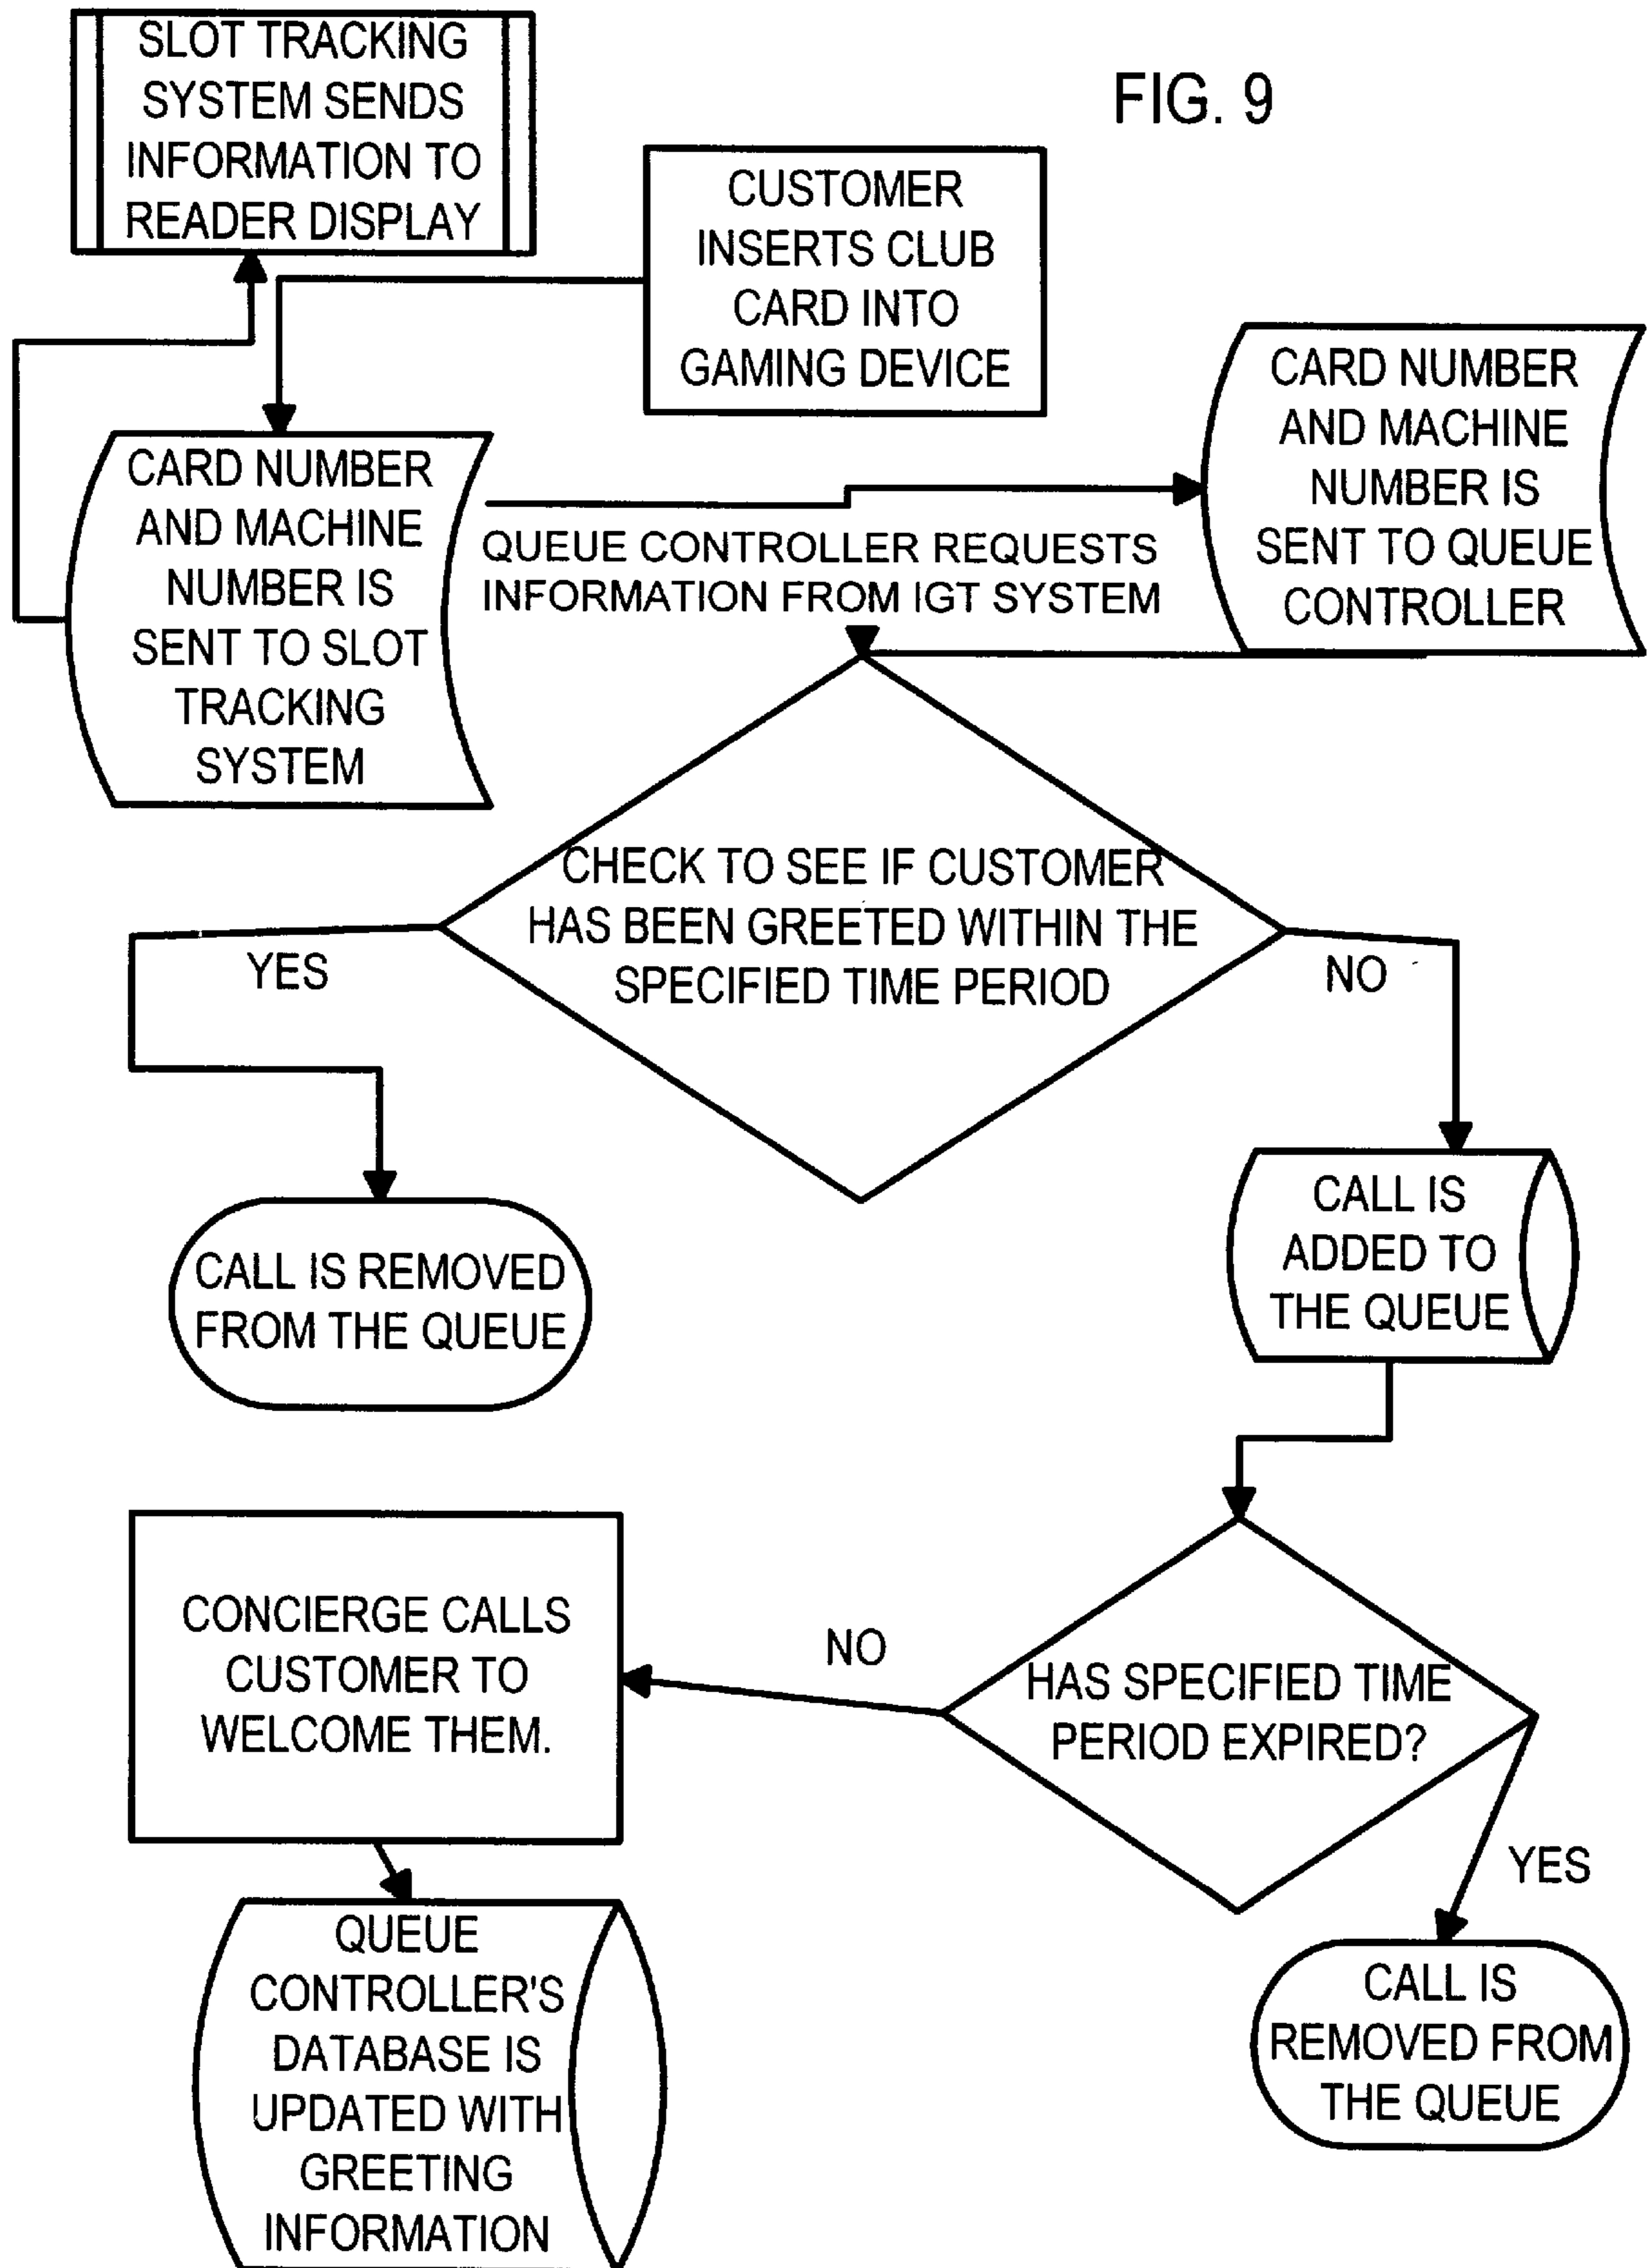 FIG. 9
SLOT TRACKING
SYSTEM SENDS
INFORMATION TO
READER DISPLAY
CUSTOMER
INSERTS CLUB
CARD INTO
GAMING DEVICE
CARD NUMBER
AND MACHINE
NUMBER IS
SENT TO SLOT
TRACKING
SYSTEM
QUEUE CONTROLLER REQUESTS
INFORMATION FROM IGT SYSTEM
CARD NUMBER
AND MACHINE
NUMBER IS
SENT TO QUEUE
CONTROLLER
CHECK TO SEE IF CUSTOMER
HAS BEEN GREETED WITHIN THE
SPECIFIED TIME PERIOD
YES
NO
CALL IS REMOVED
FROM THE QUEUE
CALL IS
ADDED TO
THE QUEUE
HAS SPECIFIED TIME
PERIOD EXPIRED?
NO
YES
CONCIERGE CALLS
CUSTOMER TO
WELCOME THEM.
QUEUE
CONTROLLER'S
DATABASE IS
UPDATED WITH
GREETING
INFORMATION
CALL IS
REMOVED FROM
THE QUEUE